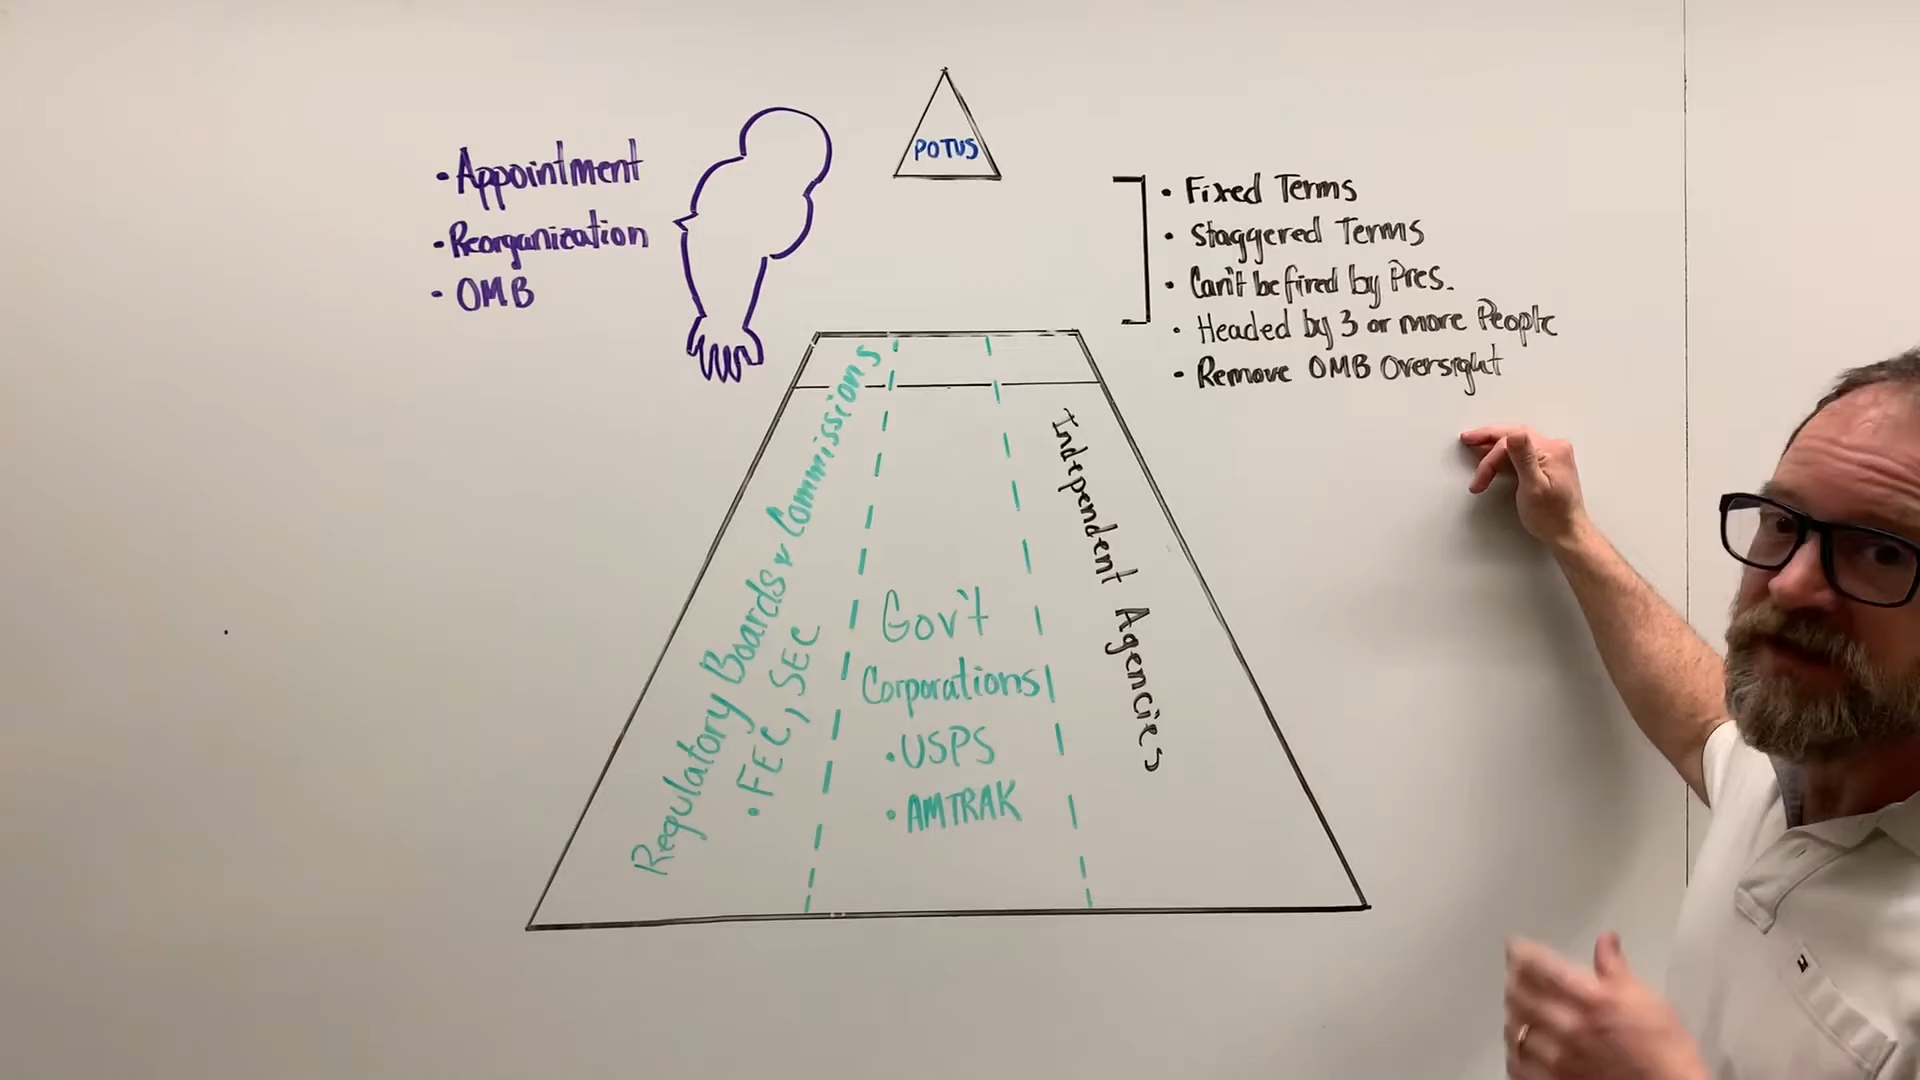 • Appointment
• Reorganization
• OMB
POTUS
• Fixed Terms
• Staggered Terms
• Can't be fired by Pres.
• Headed by 3 or more People
• Remove OMB Oversight
Regulatory Boards & Commissions
• FEC, SEC
Gov't
Corporations
• USPS
• AMTRAK
Independent Agencies